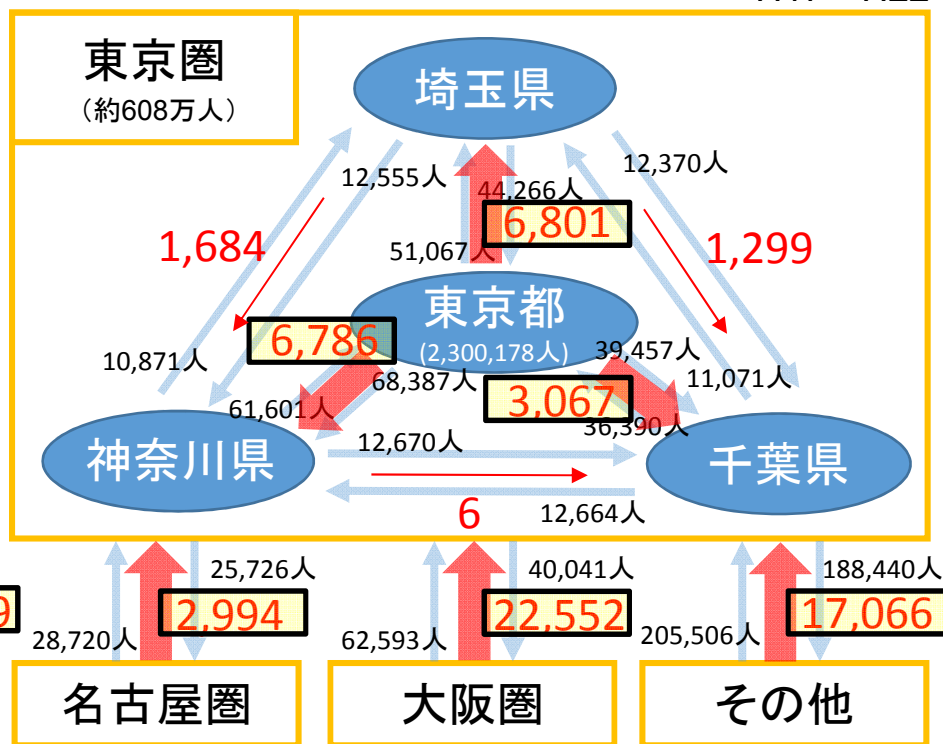 東京圏
（約608万人）
埼玉県
12,555人
44,266人
12,370人
6,801
1,684
1,299
51,067人
東京都
(2,300,178人)
6,786
39,457人
10,871人
68,387人
11,071人
3,067
61,601人
36,390人
神奈川県
12,670人
千葉県
6
12,664人
25,726人
40,041人
188,440人
2,994
22,552
17,066
28,720人
62,593人
205,506人
名古屋圏
大阪圏
その他